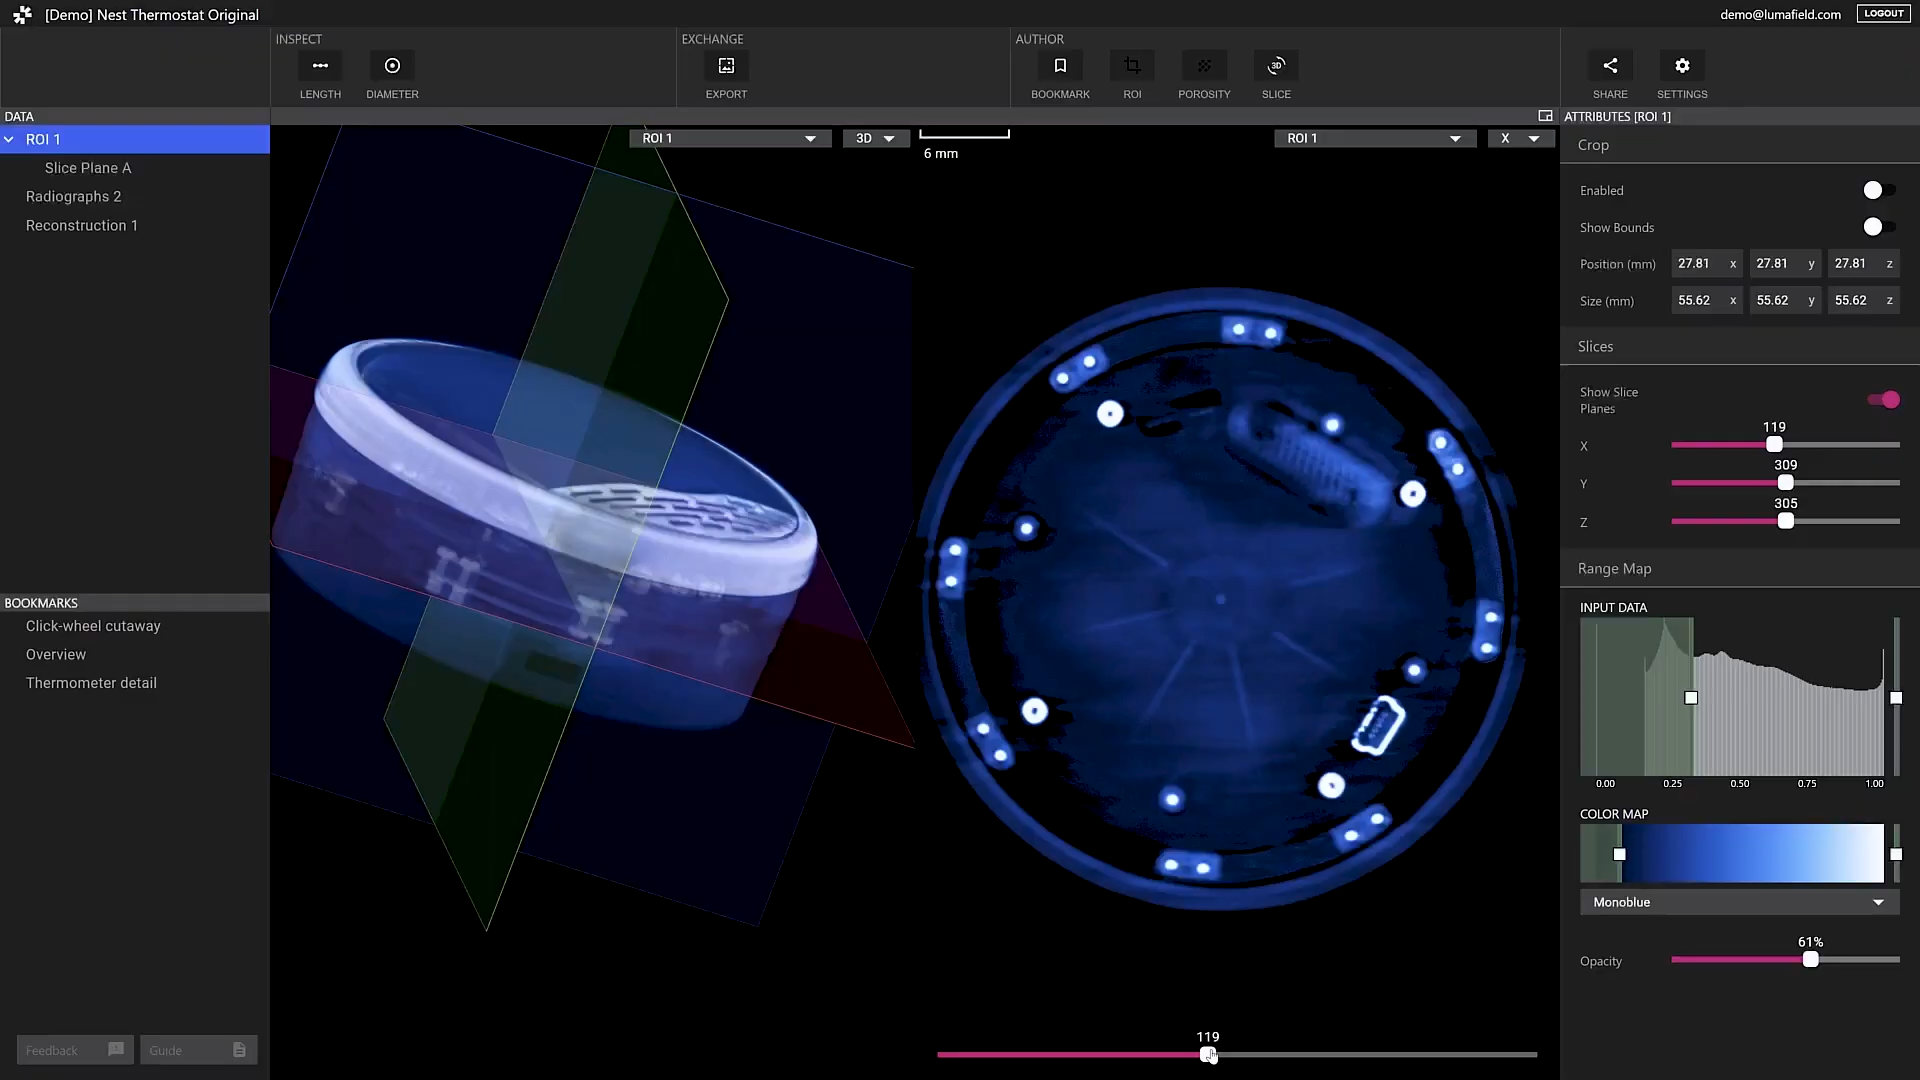 [Demo] Nest Thermostat Original
demo@lumafield.com
LOGOUT
INSPECT
LENGTH
DIAMETER
EXCHANGE
EXPORT
AUTHOR
BOOKMARK
ROI
POROSITY
SLICE
SHARE
SETTINGS
DATA
ROI 1
Slice Plane A
Radiographs 2
Reconstruction 1
BOOKMARKS
Click-wheel cutaway
Overview
Thermometer detail
Feedback
Guide
ROI 1
3D
6 mm
ROI 1
X
119
ATTRIBUTES [ROI 1]
Crop
Enabled
Show Bounds
Position (mm) 27.81 x 27.81 y 27.81 z
Size (mm) 55.62 x 55.62 y 55.62 z
Slices
Show Slice
Planes
119
X
309
Y
305
Z
Range Map
INPUT DATA
0.00 0.25 0.50 0.75 1.00
COLOR MAP
Monoblue
61%
Opacity